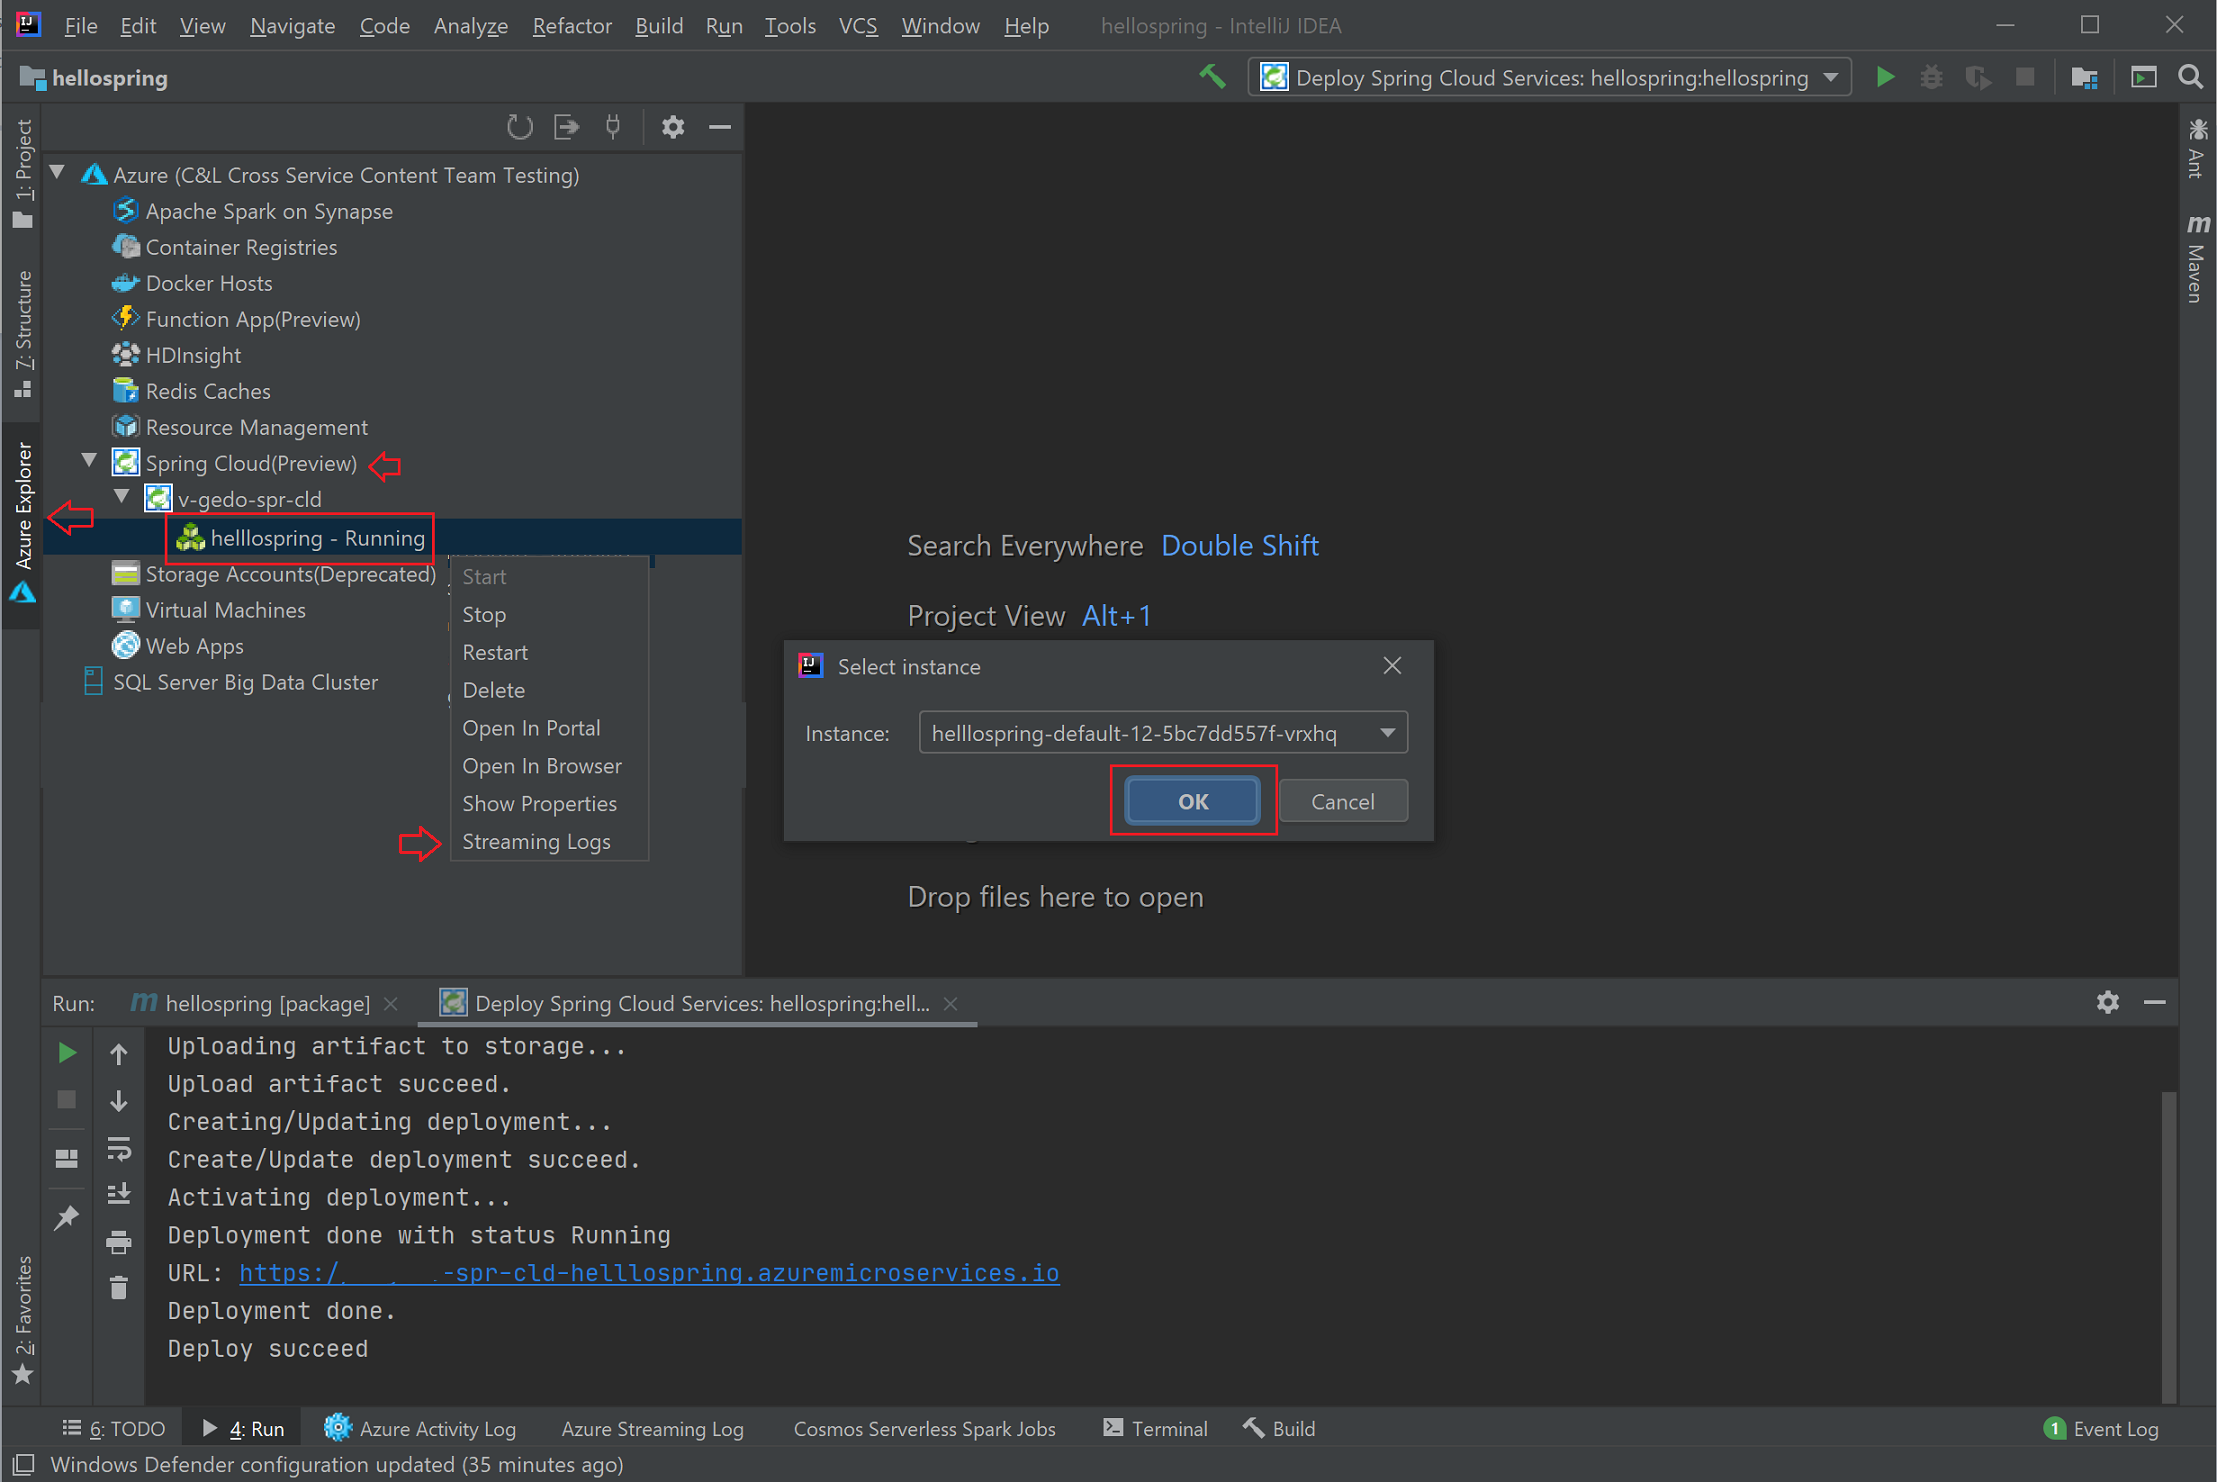 File Edit View Navigate Code Analyze Refactor Build Run Tools VCS Window Help hellospring - IntelliJ IDEA
hellospring
Deploy Spring Cloud Services: hellospring:hellospring
1: Project
7: Structure
Azure Explorer
2: Favorites
Ant
Maven
Azure (C&L Cross Service Content Team Testing)
Apache Spark on Synapse
Container Registries
Docker Hosts
Function App(Preview)
HDInsight
Redis Caches
Resource Management
Spring Cloud(Preview)
v-gedo-spr-cld
helllospring - Running
Storage Accounts(Deprecated)
Virtual Machines
Web Apps
SQL Server Big Data Cluster
Start
Stop
Restart
Delete
Open In Portal
Open In Browser
Show Properties
Streaming Logs
Search Everywhere Double Shift
Project View Alt+1
Select instance
Instance: helllospring-default-12-5bc7dd557f-vrxhq
OK Cancel
Drop files here to open
Run: hellospring [package] Deploy Spring Cloud Services: hellospring:hell...
Uploading artifact to storage...
Upload artifact succeed.
Creating/Updating deployment...
Create/Update deployment succeed.
Activating deployment...
Deployment done with status Running
URL: https:/ -spr-cld-helllospring.azuremicroservices.io
Deployment done.
Deploy succeed
6: TODO 4: Run Azure Activity Log Azure Streaming Log Cosmos Serverless Spark Jobs Terminal Build 1 Event Log
Windows Defender configuration updated (35 minutes ago)